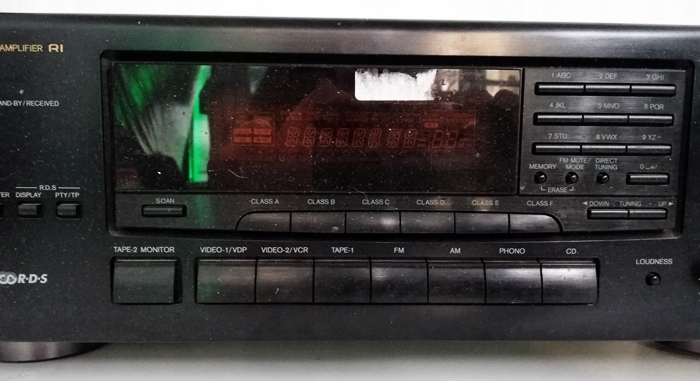 AMPLIFIER RI
AND-BY/RECEIVED
R.D.S
DISPLAY PTY/TP
R·D·S
SCAN
CLASS A CLASS B CLASS C CLASS D CLASS E CLASS F
TAPE-2 MONITOR VIDEO-1/VDP VIDEO-2/VCR TAPE-1 FM AM PHONO CD
1 ABC 2 DEF 3 GHI
4 JKL 5 MNO 6 PQR
7 STU 8 VWX 9 YZ-
MEMORY FM MUTE/MODE DIRECT TUNING
ERASE
DOWN TUNING UP
LOUDNESS